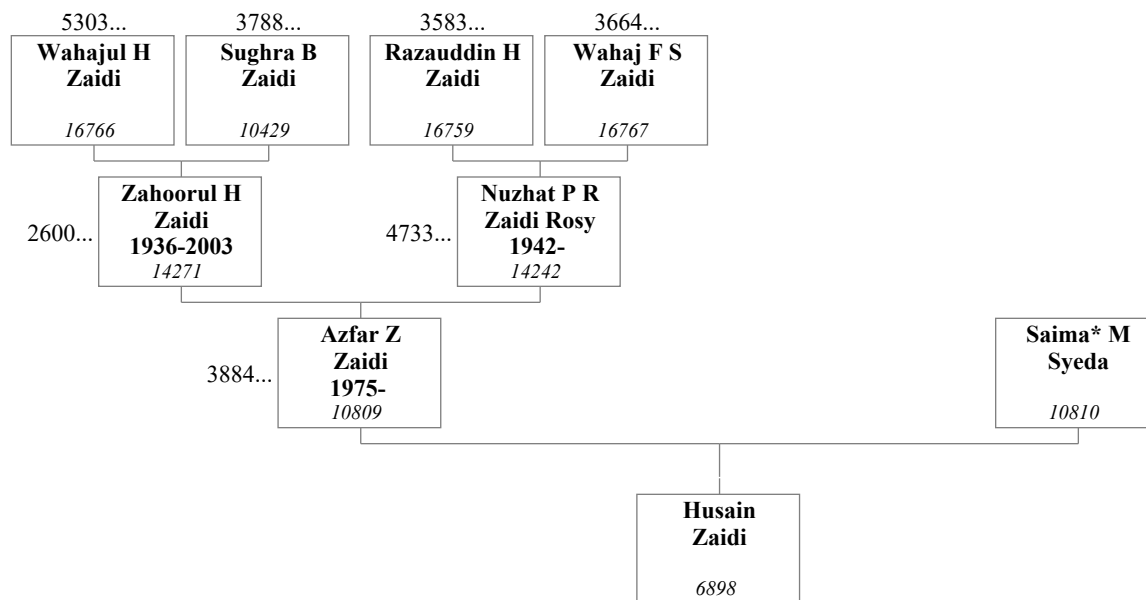 5303...
3788...
3583...
3664...
Wahajul H
Zaidi
16766
Sughra B
Zaidi
10429
Razauddin H
Zaidi
16759
Wahaj F S
Zaidi
16767
2600...
Zahoorul H
Zaidi
1936-2003
14271
4733...
Nuzhat P R
Zaidi Rosy
1942-
14242
3884...
Azfar Z
Zaidi
1975-
10809
Saima* M
Syeda
10810
Husain
Zaidi
6898